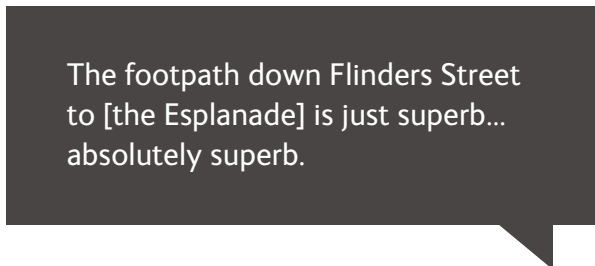 The footpath down Flinders Street
to [the Esplanade] is just superb...
absolutely superb.